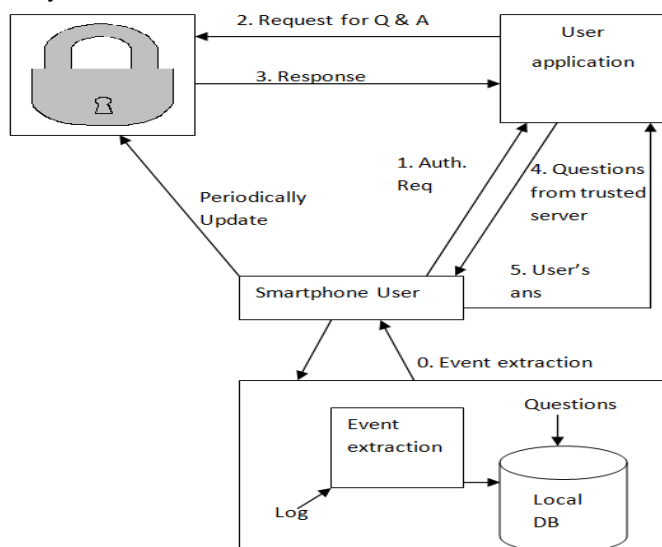 2. Request for Q & A
User
application
3. Response
1. Auth.
Req
4. Questions
from trusted
server
Periodically
Update
5. User's
ans
Smartphone User
0. Event extraction
Questions
Event
extraction
Log
Local
DB